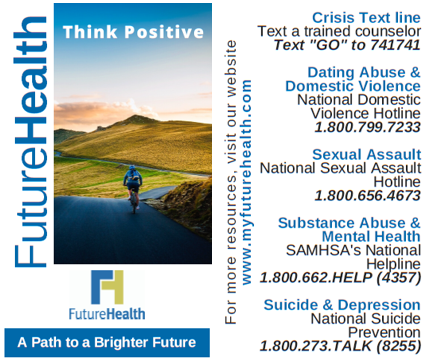 FutureHealth
Think Positive
FutureHealth
A Path to a Brighter Future
For more resources, visit our website
www.myfuturehealth.com
Crisis Text line
Text a trained counselor
Text "GO" to 741741
Dating Abuse &
Domestic Violence
National Domestic
Violence Hotline
1.800.799.7233
Sexual Assault
National Sexual Assault
Hotline
1.800.656.4673
Substance Abuse &
Mental Health
SAMHSA's National
Helpline
1.800.662.HELP (4357)
Suicide & Depression
National Suicide
Prevention
1.800.273.TALK (8255)